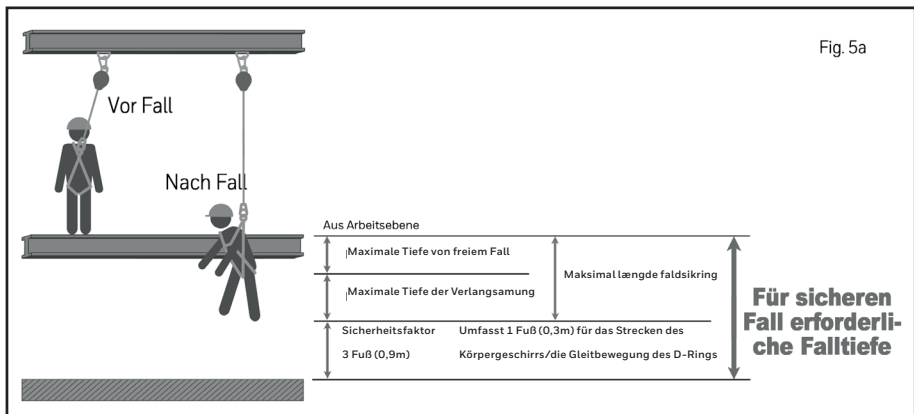 Fig. 5a
Vor Fall
Nach Fall
Aus Arbeitsebene
Maximale Tiefe von freiem Fall
Maksimal længde faldsikring
Maximale Tiefe der Verlangsamung
Für sicheren
Fall erforderli-
che Falltiefe
Sicherheitsfaktor
3 Fuß (0,9m)
Umfasst 1 Fuß (0,3m) für das Strecken des
Körpergeschirrs/die Gleitbewegung des D-Rings